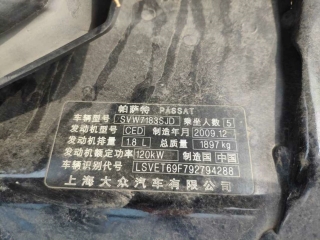 帕萨特 PASSAT
车辆型号 SVW7183SJD 乘坐人数 5
发动机型号 CED 制造年月 2009.12
发动机排量 1.8 L 总质量 1897 kg
发动机额定功率 120kW 制造国 中国
车辆识别代号 LSVET69F792794288
上海大众汽车有限公司